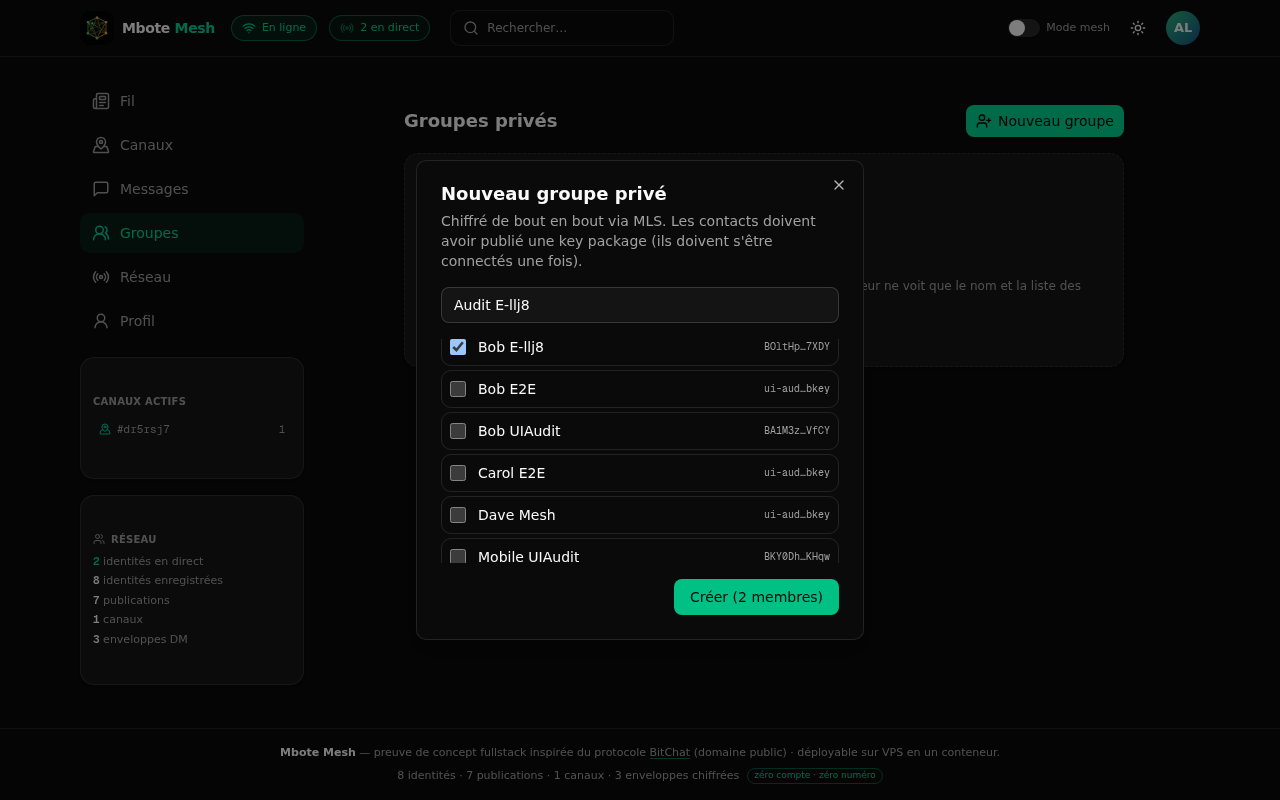 Mbote Mesh
En ligne
2 en direct
Rechercher…
Mode mesh
AL
Fil
Canaux
Messages
Groupes
Réseau
Profil
CANAUX ACTIFS
#dr5rsj7 1
RÉSEAU
2 identités en direct
8 identités enregistrées
7 publications
1 canaux
3 enveloppes DM
Groupes privés
Nouveau groupe
eur ne voit que le nom et la liste des
Nouveau groupe privé
Chiffré de bout en bout via MLS. Les contacts doivent
avoir publié une key package (ils doivent s'être
connectés une fois).
Audit E-llj8
Bob E-llj8 BOltHp…7XDY
Bob E2E ui-aud…bkey
Bob UIAudit BA1M3z…VfCY
Carol E2E ui-aud…bkey
Dave Mesh ui-aud…bkey
Mobile UIAudit BKY0Dh…KHqw
Créer (2 membres)
Mbote Mesh — preuve de concept fullstack inspirée du protocole BitChat (domaine public) · déployable sur VPS en un conteneur.
8 identités · 7 publications · 1 canaux · 3 enveloppes chiffrées zéro compte · zéro numéro